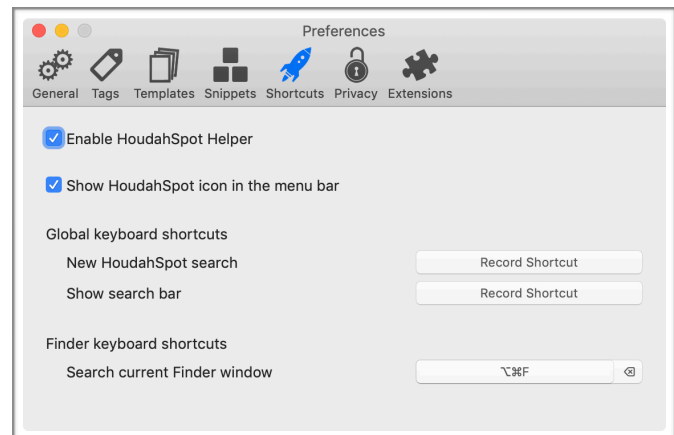 Preferences
General Tags Templates Snippets Shortcuts Privacy Extensions
Enable HoudahSpot Helper
Show HoudahSpot icon in the menu bar
Global keyboard shortcuts
New HoudahSpot search Record Shortcut
Show search bar Record Shortcut
Finder keyboard shortcuts
Search current Finder window ⌥⌘F